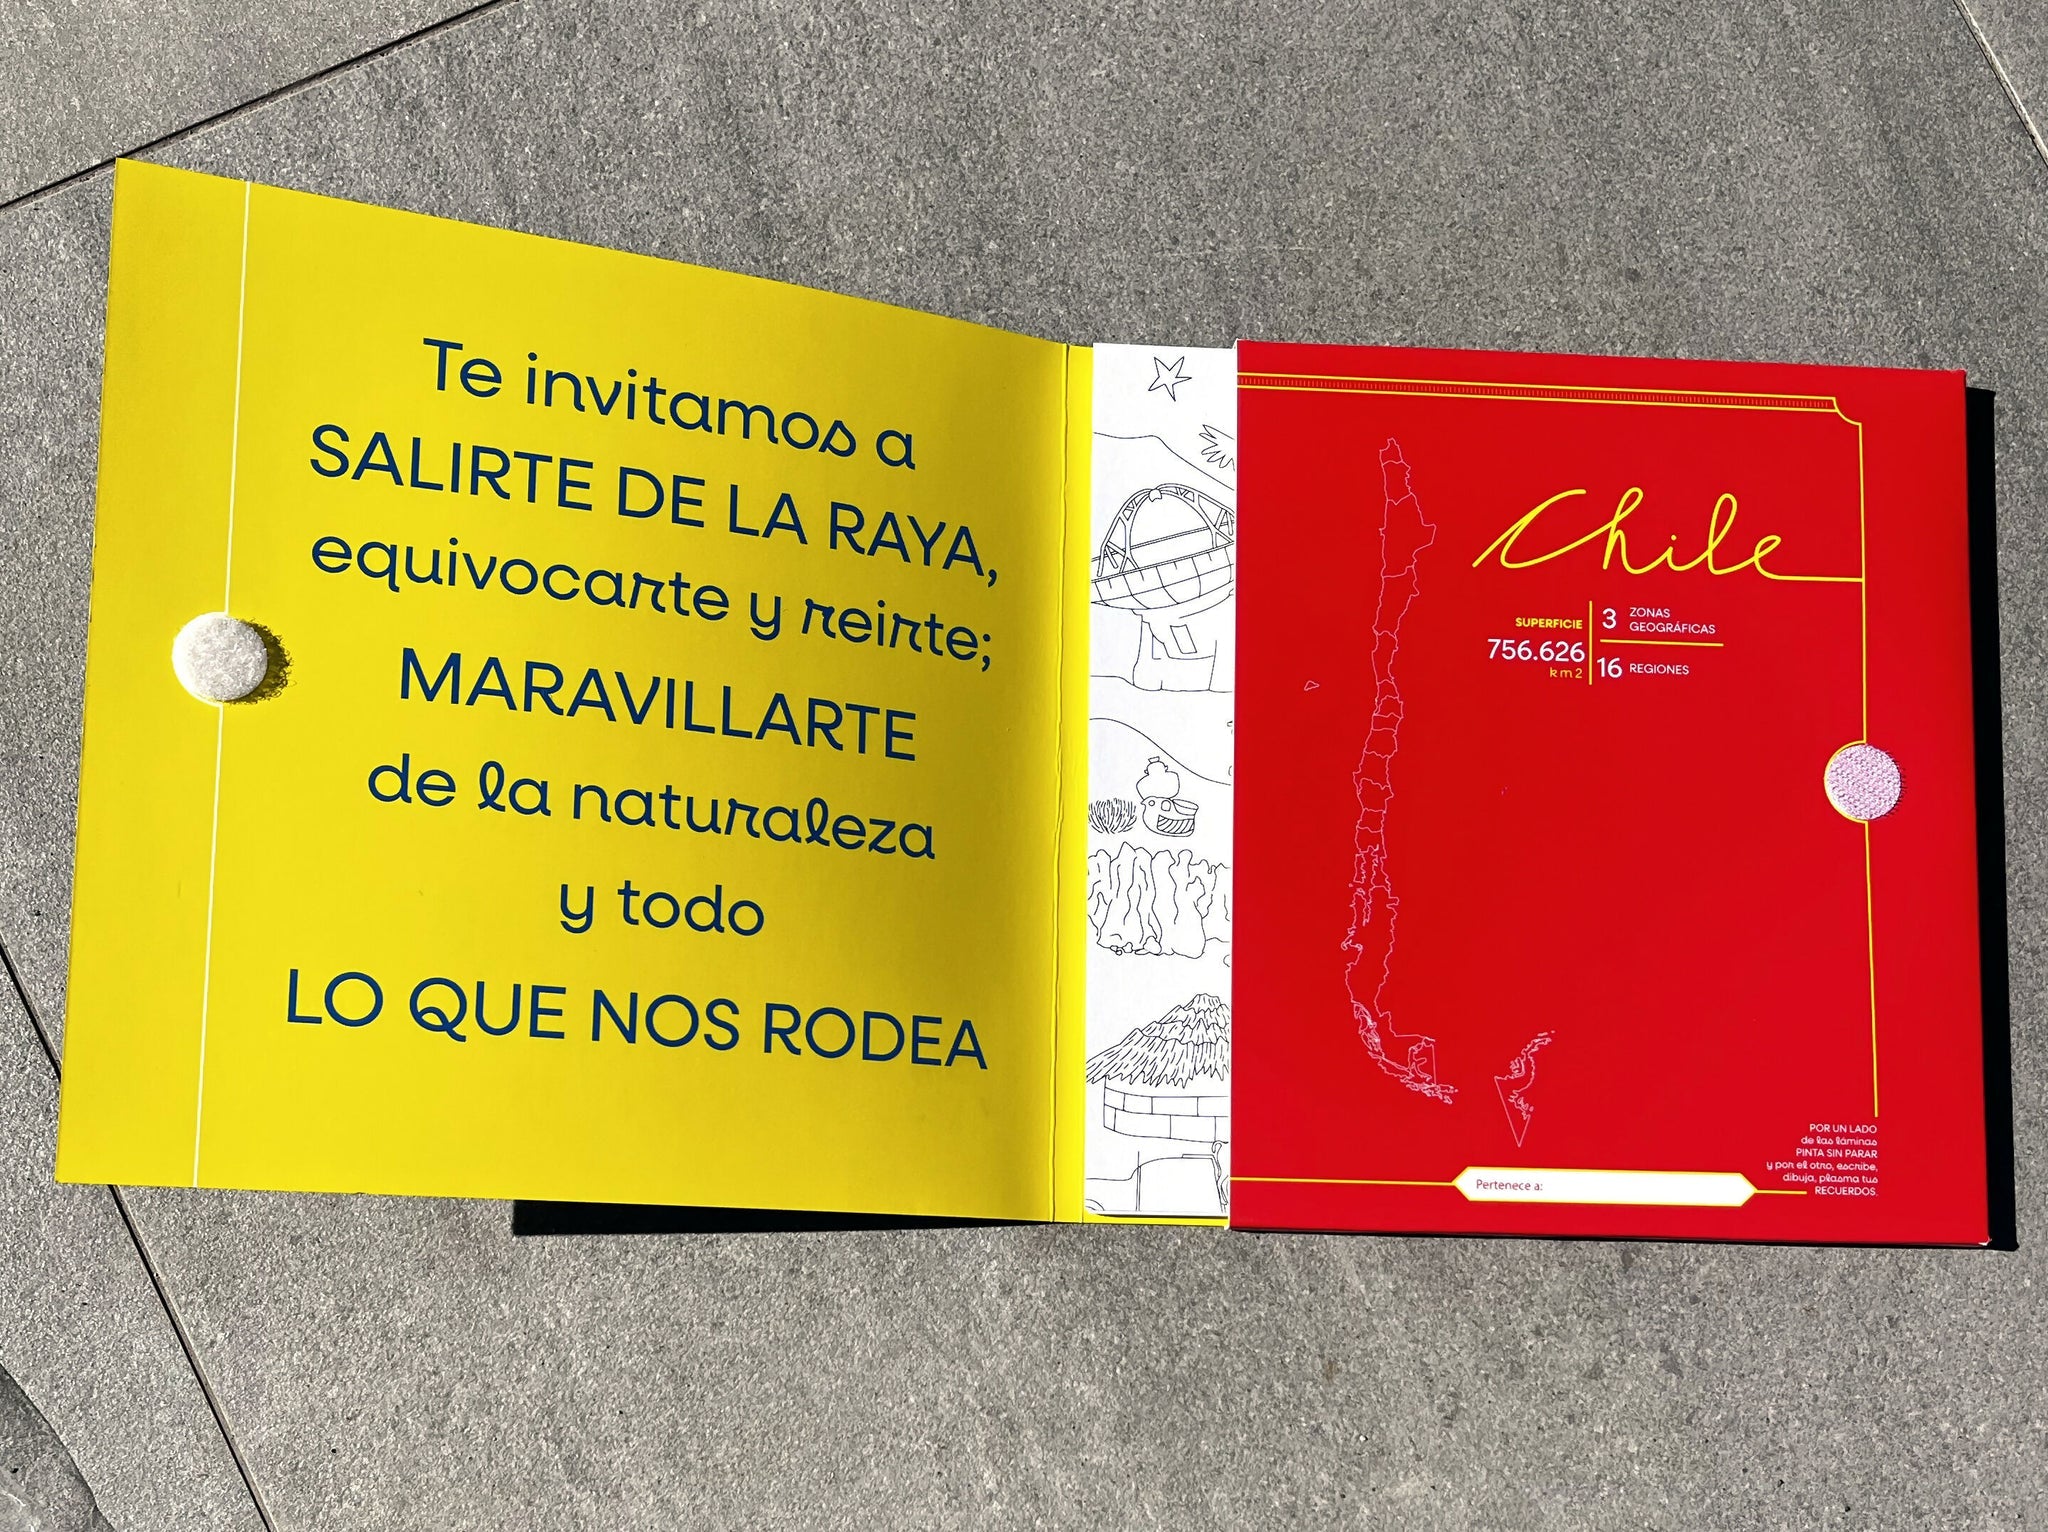 Te invitamos a
SALIRTE DE LA RAYA,
equivocarte y reirte;
MARAVILLARTE
de la naturaleza
y todo
LO QUE NOS RODEA
Chile
SUPERFICIE
756.626
km2
3 ZONAS
GEOGRÁFICAS
16 REGIONES
POR UN LADO
de las láminas
PINTA SIN PARAR
y por el otro, escribe,
dibuja, plasma tus
RECUERDOS.
Pertenece a: